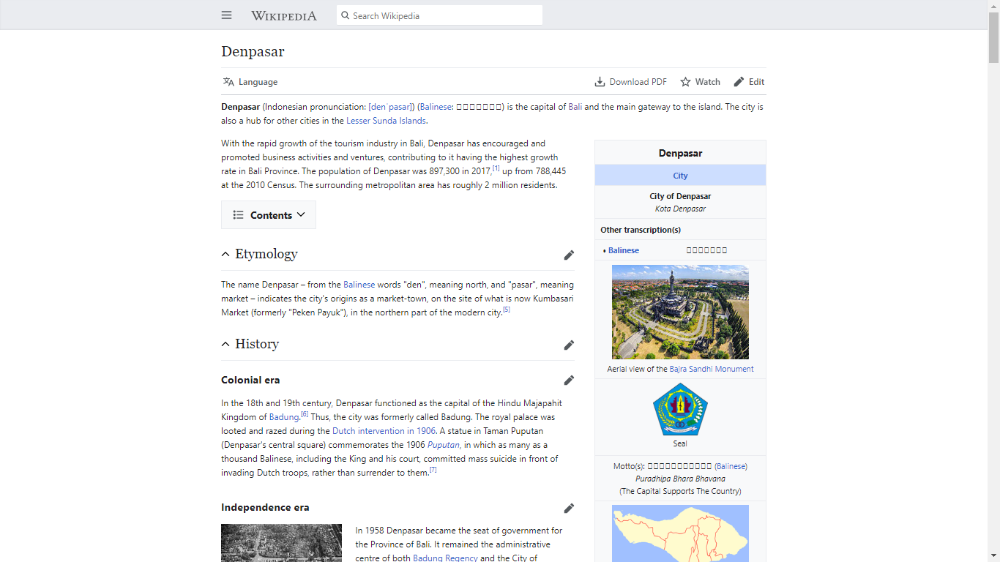 WIKIPEDIA
Search Wikipedia
Denpasar
Language
Download PDF
Watch
Edit
Denpasar (Indonesian pronunciation: [denˈpasar]) (Balinese: ) is the capital of Bali and the main gateway to the island. The city is
also a hub for other cities in the Lesser Sunda Islands.
With the rapid growth of the tourism industry in Bali, Denpasar has encouraged and
promoted business activities and ventures, contributing to it having the highest growth
rate in Bali Province. The population of Denpasar was 897,300 in 2017,[1] up from 788,445
at the 2010 Census. The surrounding metropolitan area has roughly 2 million residents.
Contents
Etymology
The name Denpasar – from the Balinese words "den", meaning north, and "pasar", meaning
market – indicates the city's origins as a market-town, on the site of what is now Kumbasari
Market (formerly "Peken Payuk"), in the northern part of the modern city.[5]
History
Colonial era
In the 18th and 19th century, Denpasar functioned as the capital of the Hindu Majapahit
Kingdom of Badung.[6] Thus, the city was formerly called Badung. The royal palace was
looted and razed during the Dutch intervention in 1906. A statue in Taman Puputan
(Denpasar's central square) commemorates the 1906 Puputan, in which as many as a
thousand Balinese, including the King and his court, committed mass suicide in front of
invading Dutch troops, rather than surrender to them.[7]
Independence era
In 1958 Denpasar became the seat of government for
the Province of Bali. It remained the administrative
centre of both Badung Regency and the City of
Denpasar
City
City of Denpasar
Kota Denpasar
Other transcription(s)
• Balinese
Aerial view of the Bajra Sandhi Monument
Seal
Motto(s): (Balinese)
Puradhipa Bhara Bhavana
(The Capital Supports The Country)